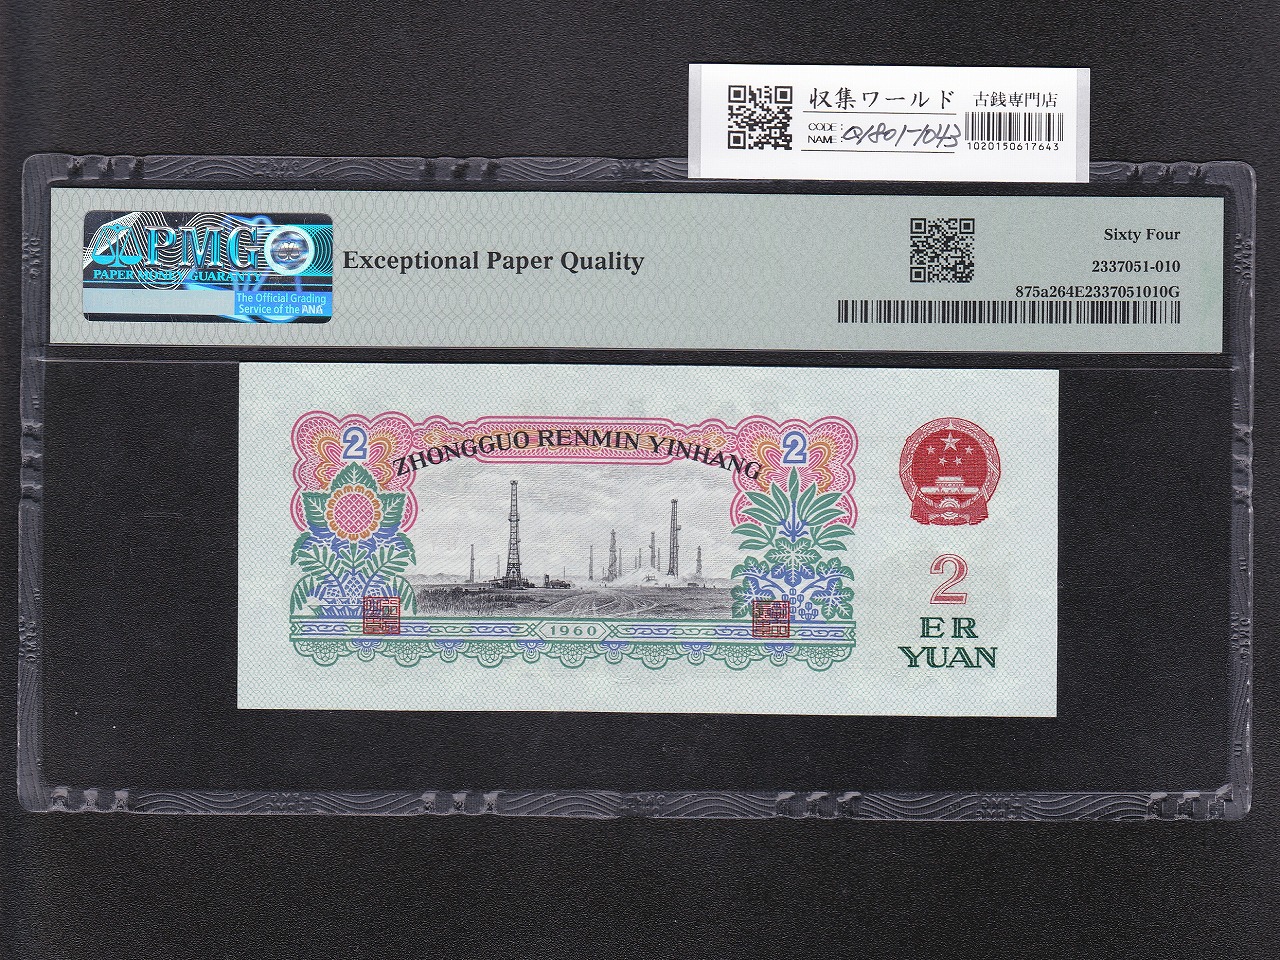 収集ワールド 古銭専門店
CODE:
NAME: Q1801-1043
1020150617643
PMG
PAPER MONEY GUARANTY
The Official Grading
Service of the ANA
Exceptional Paper Quality
Sixty Four
2337051-010
875a264E2337051010G
2
ZHONGGUO RENMIN YINHANG
2
1960
2
ER
YUAN